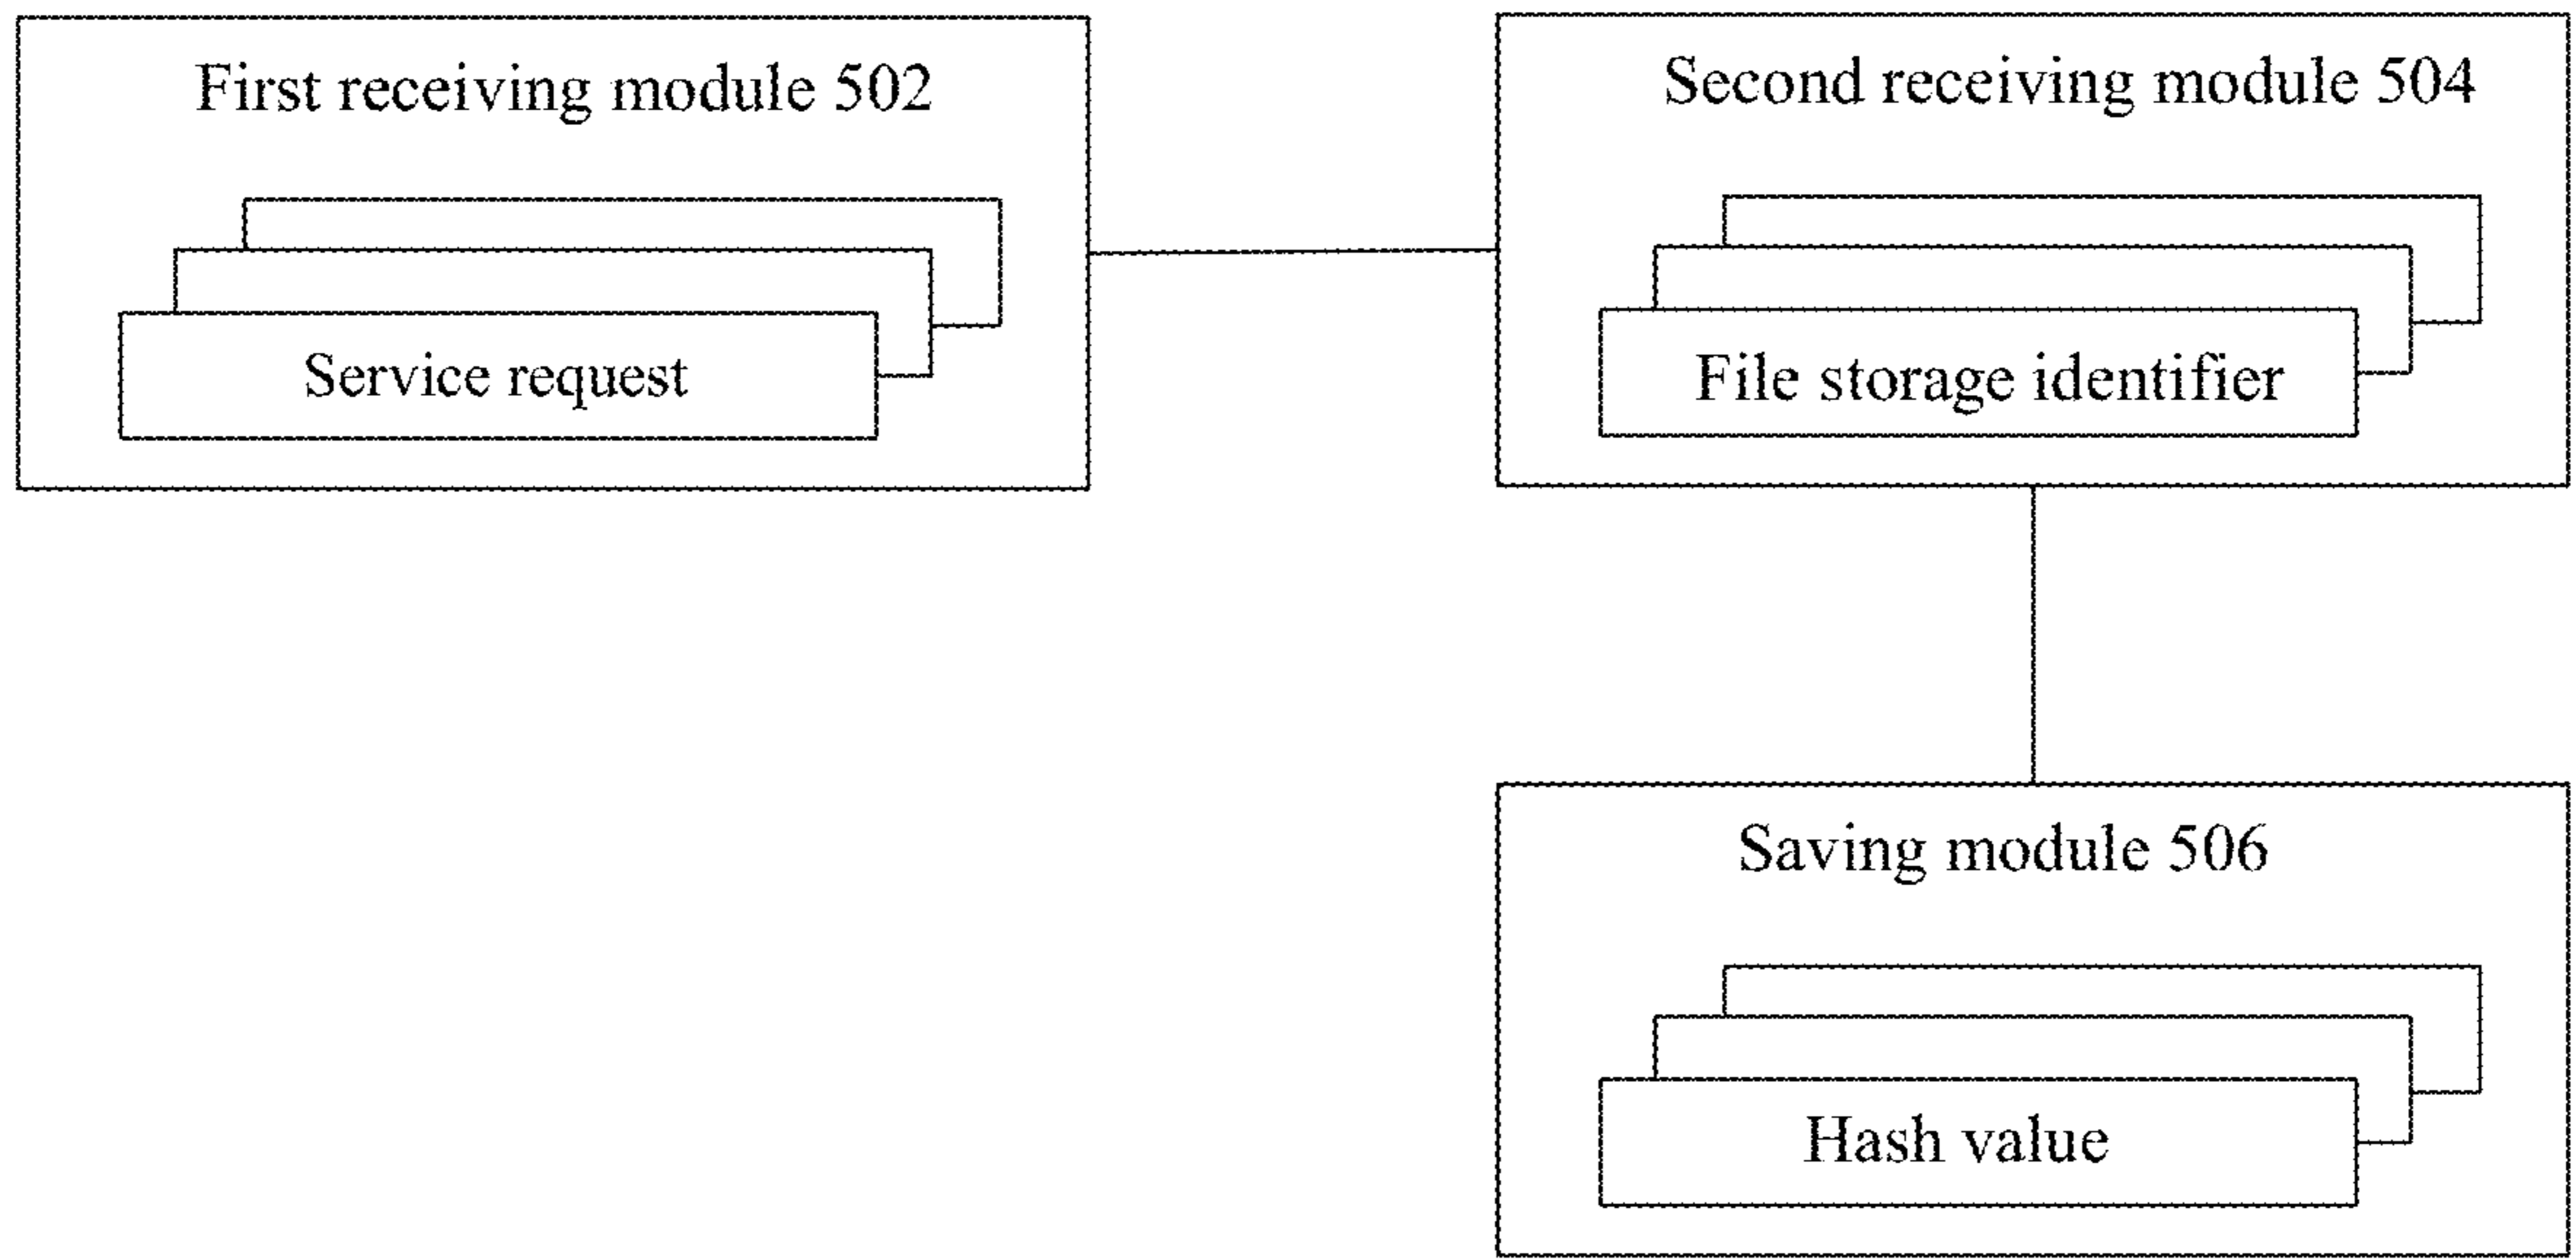 First receiving module 502
Service request
Second receiving module 504
File storage identifier
Saving module 506
Hash value